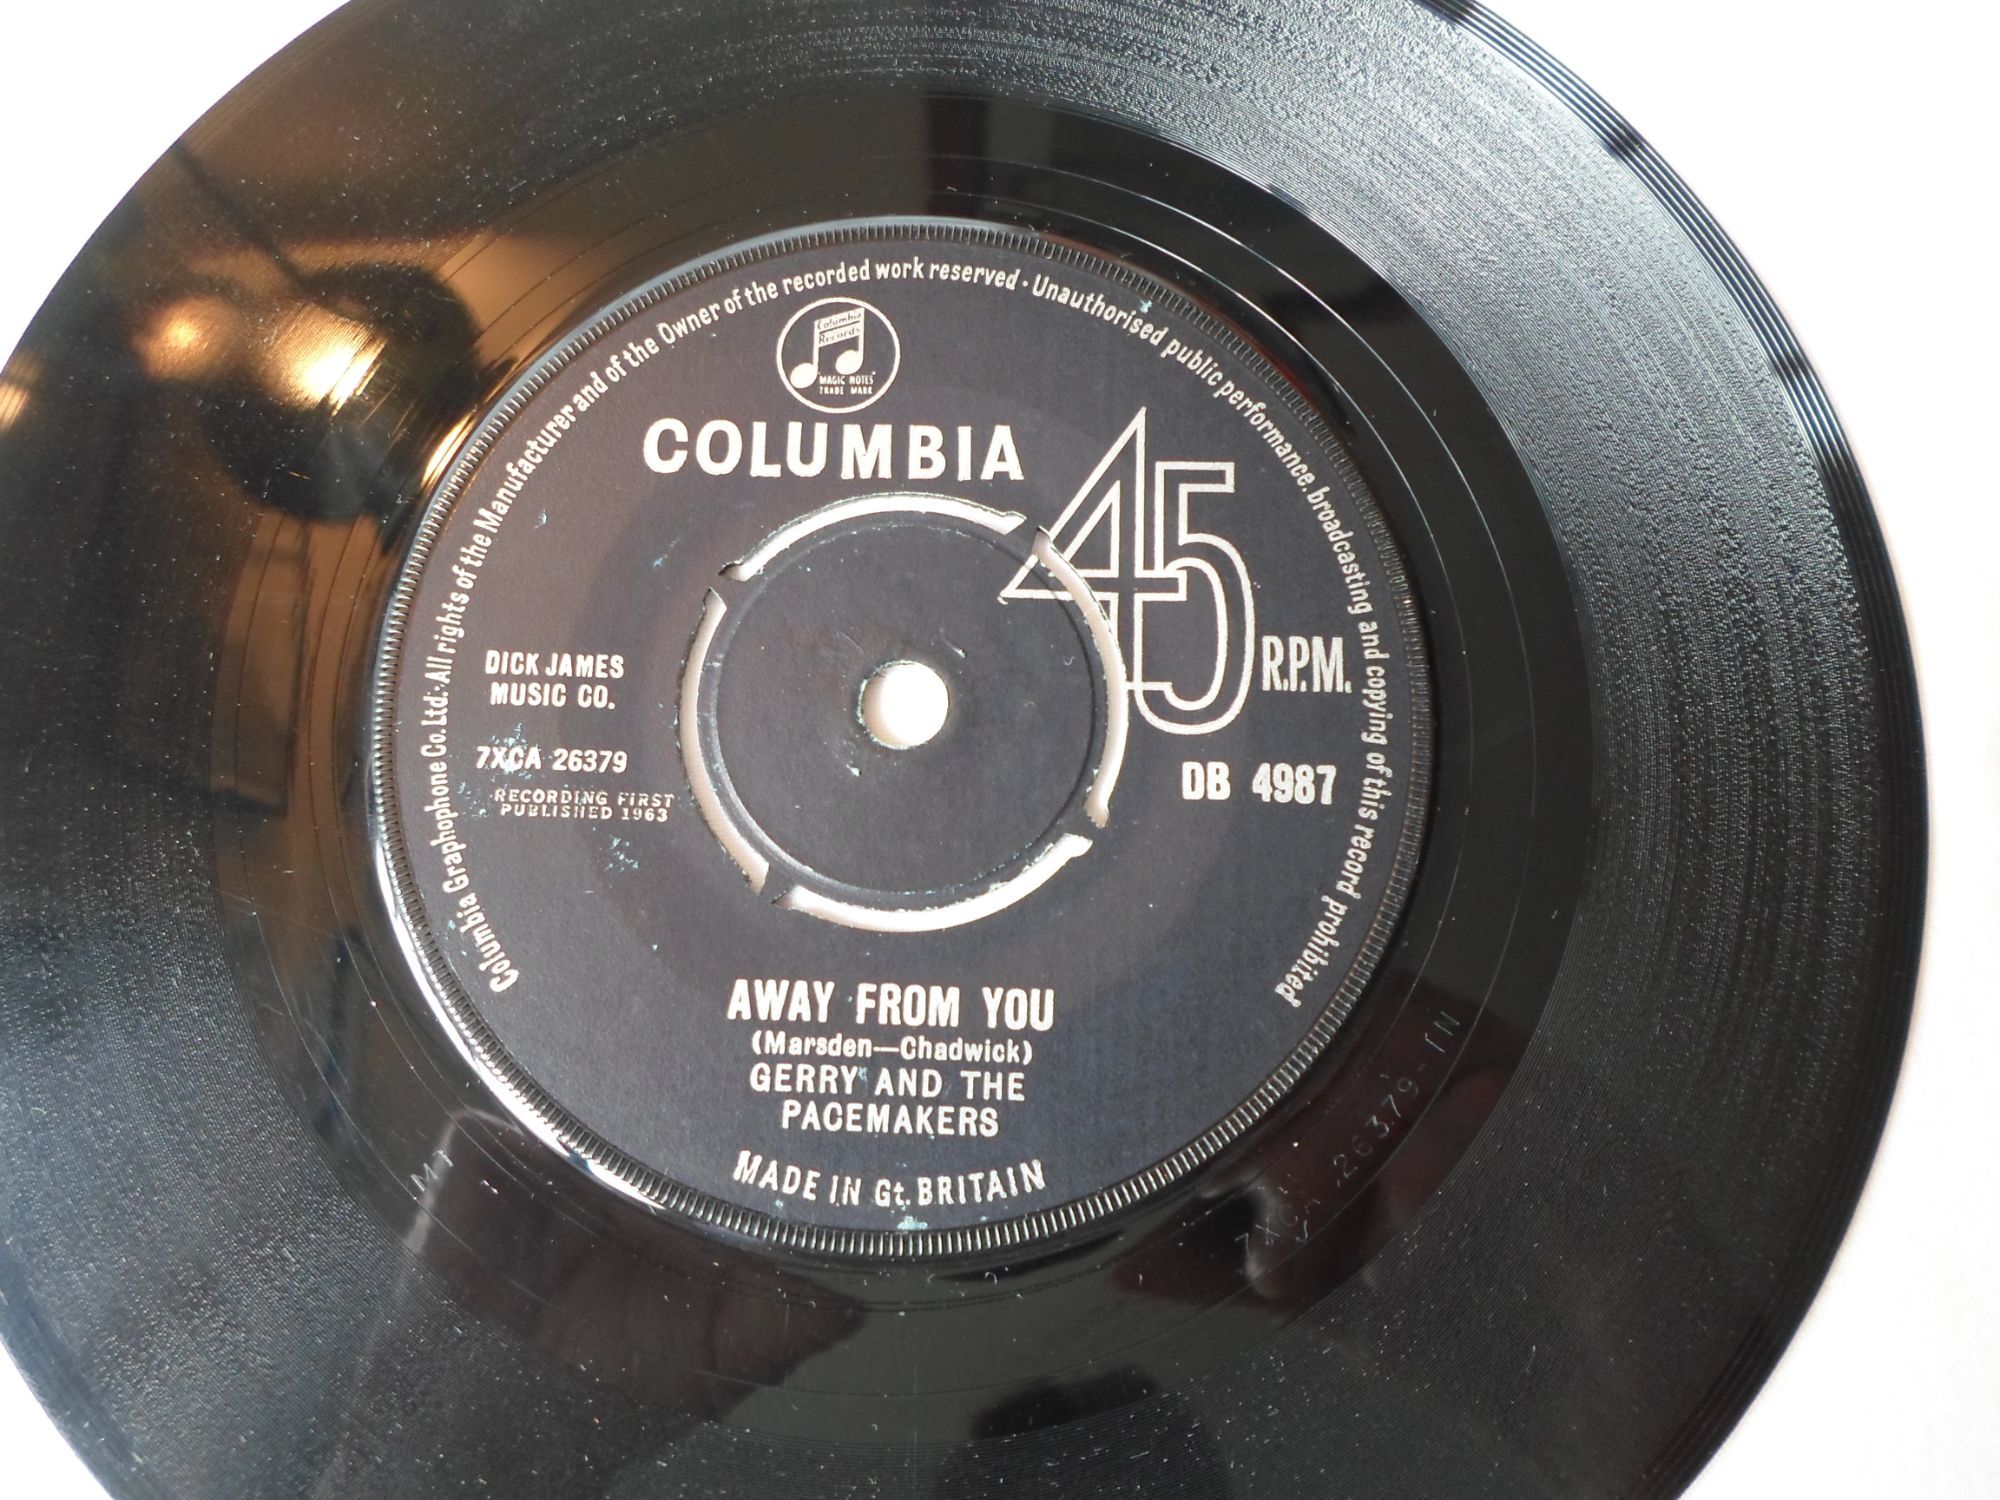 Columbia Graphophone Co.Ltd.·All rights of the Manufacturer and of the Owner of the recorded work reserved · Unauthorised public performance, broadcasting and copying of this record prohibited
Columbia
Records
MAGIC NOTES
TRADE MARK
COLUMBIA
45
R.P.M.
DICK JAMES
MUSIC CO.
7XCA 26379
RECORDING FIRST
PUBLISHED 1963
DB 4987
AWAY FROM YOU
(Marsden—Chadwick)
GERRY AND THE
PACEMAKERS
MADE IN Gt. BRITAIN
MT
7XCA 26379-1N